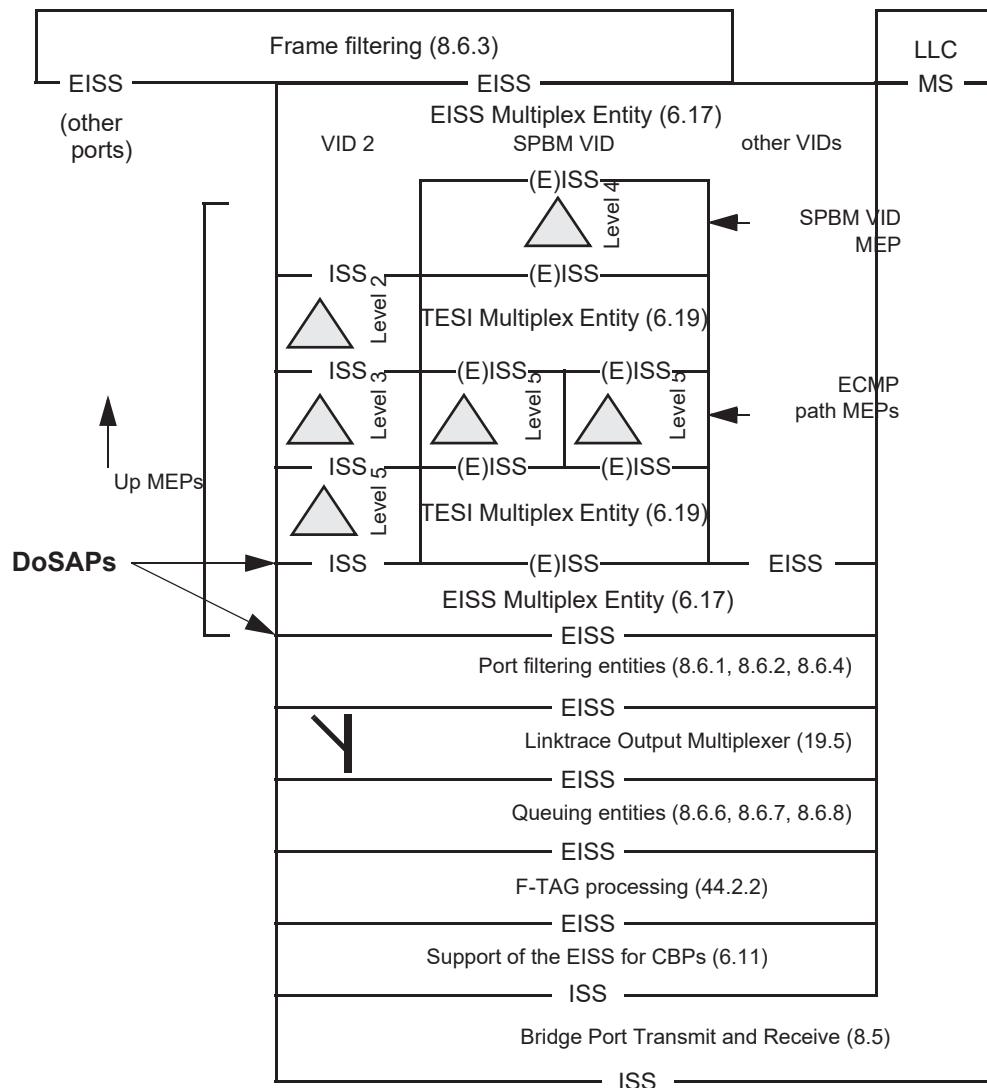 Frame filtering (8.6.3)
LLC
EISS
EISS
MS
(other
ports)
EISS Multiplex Entity (6.17)
VID 2
SPBM VID
other VIDs
(E)ISS
Level 4
SPBM VID
MEP
ISS
(E)ISS
Level 2
TESI Multiplex Entity (6.19)
ISS
(E)ISS
(E)ISS
Level 3
Level 5
Level 5
ECMP
path MEPs
ISS
(E)ISS
(E)ISS
Up MEPs
Level 5
TESI Multiplex Entity (6.19)
DoSAPs
ISS
(E)ISS
EISS
EISS Multiplex Entity (6.17)
EISS
Port filtering entities (8.6.1, 8.6.2, 8.6.4)
EISS
Linktrace Output Multiplexer (19.5)
EISS
Queuing entities (8.6.6, 8.6.7, 8.6.8)
EISS
F-TAG processing (44.2.2)
EISS
Support of the EISS for CBPs (6.11)
ISS
Bridge Port Transmit and Receive (8.5)
ISS